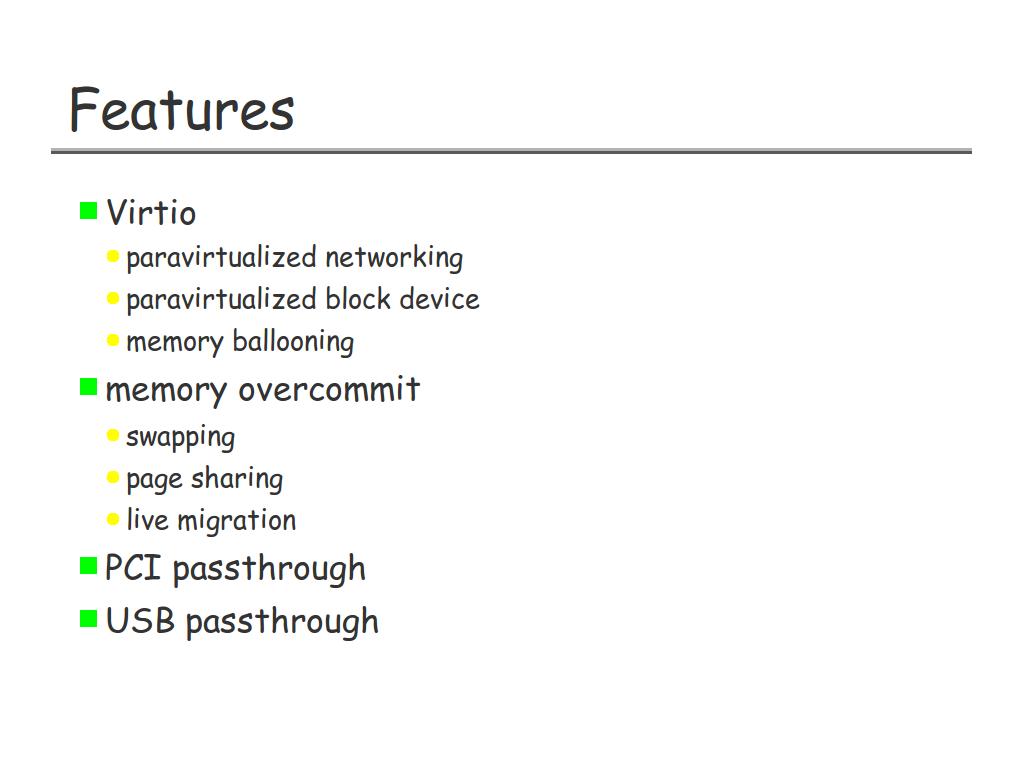 Features
Virtio
paravirtualized networking
paravirtualized block device
memory ballooning
memory overcommit
swapping
page sharing
live migration
PCI passthrough
USB passthrough